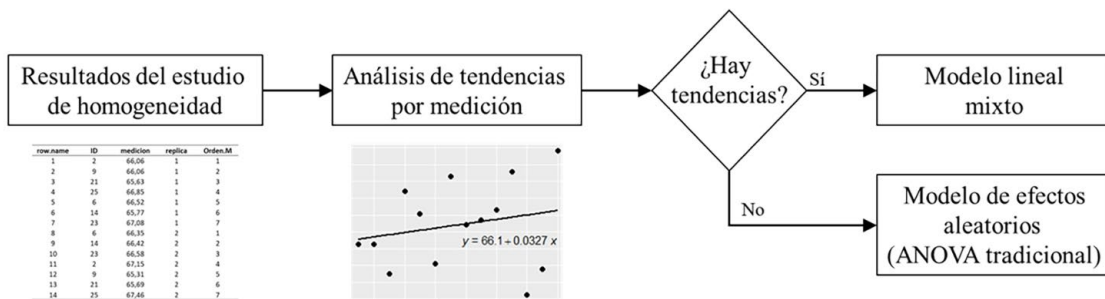 Resultados del estudio
de homogeneidad
Análisis de tendencias
por medición
¿Hay
tendencias?
Sí
Modelo lineal
mixto
No
Modelo de efectos
aleatorios
(ANOVA tradicional)
row.name ID medicion replica Orden.M
1 2 66,06 1 1
2 9 66,06 1 2
3 21 65,63 1 3
4 25 66,85 1 4
5 6 66,52 1 5
6 14 65,77 1 6
7 23 67,08 1 7
8 6 66,35 2 1
9 14 66,42 2 2
10 23 66,58 2 3
11 2 67,15 2 4
12 9 65,31 2 5
13 21 65,69 2 6
14 25 67,46 2 7
y = 66.1 + 0.0327 x